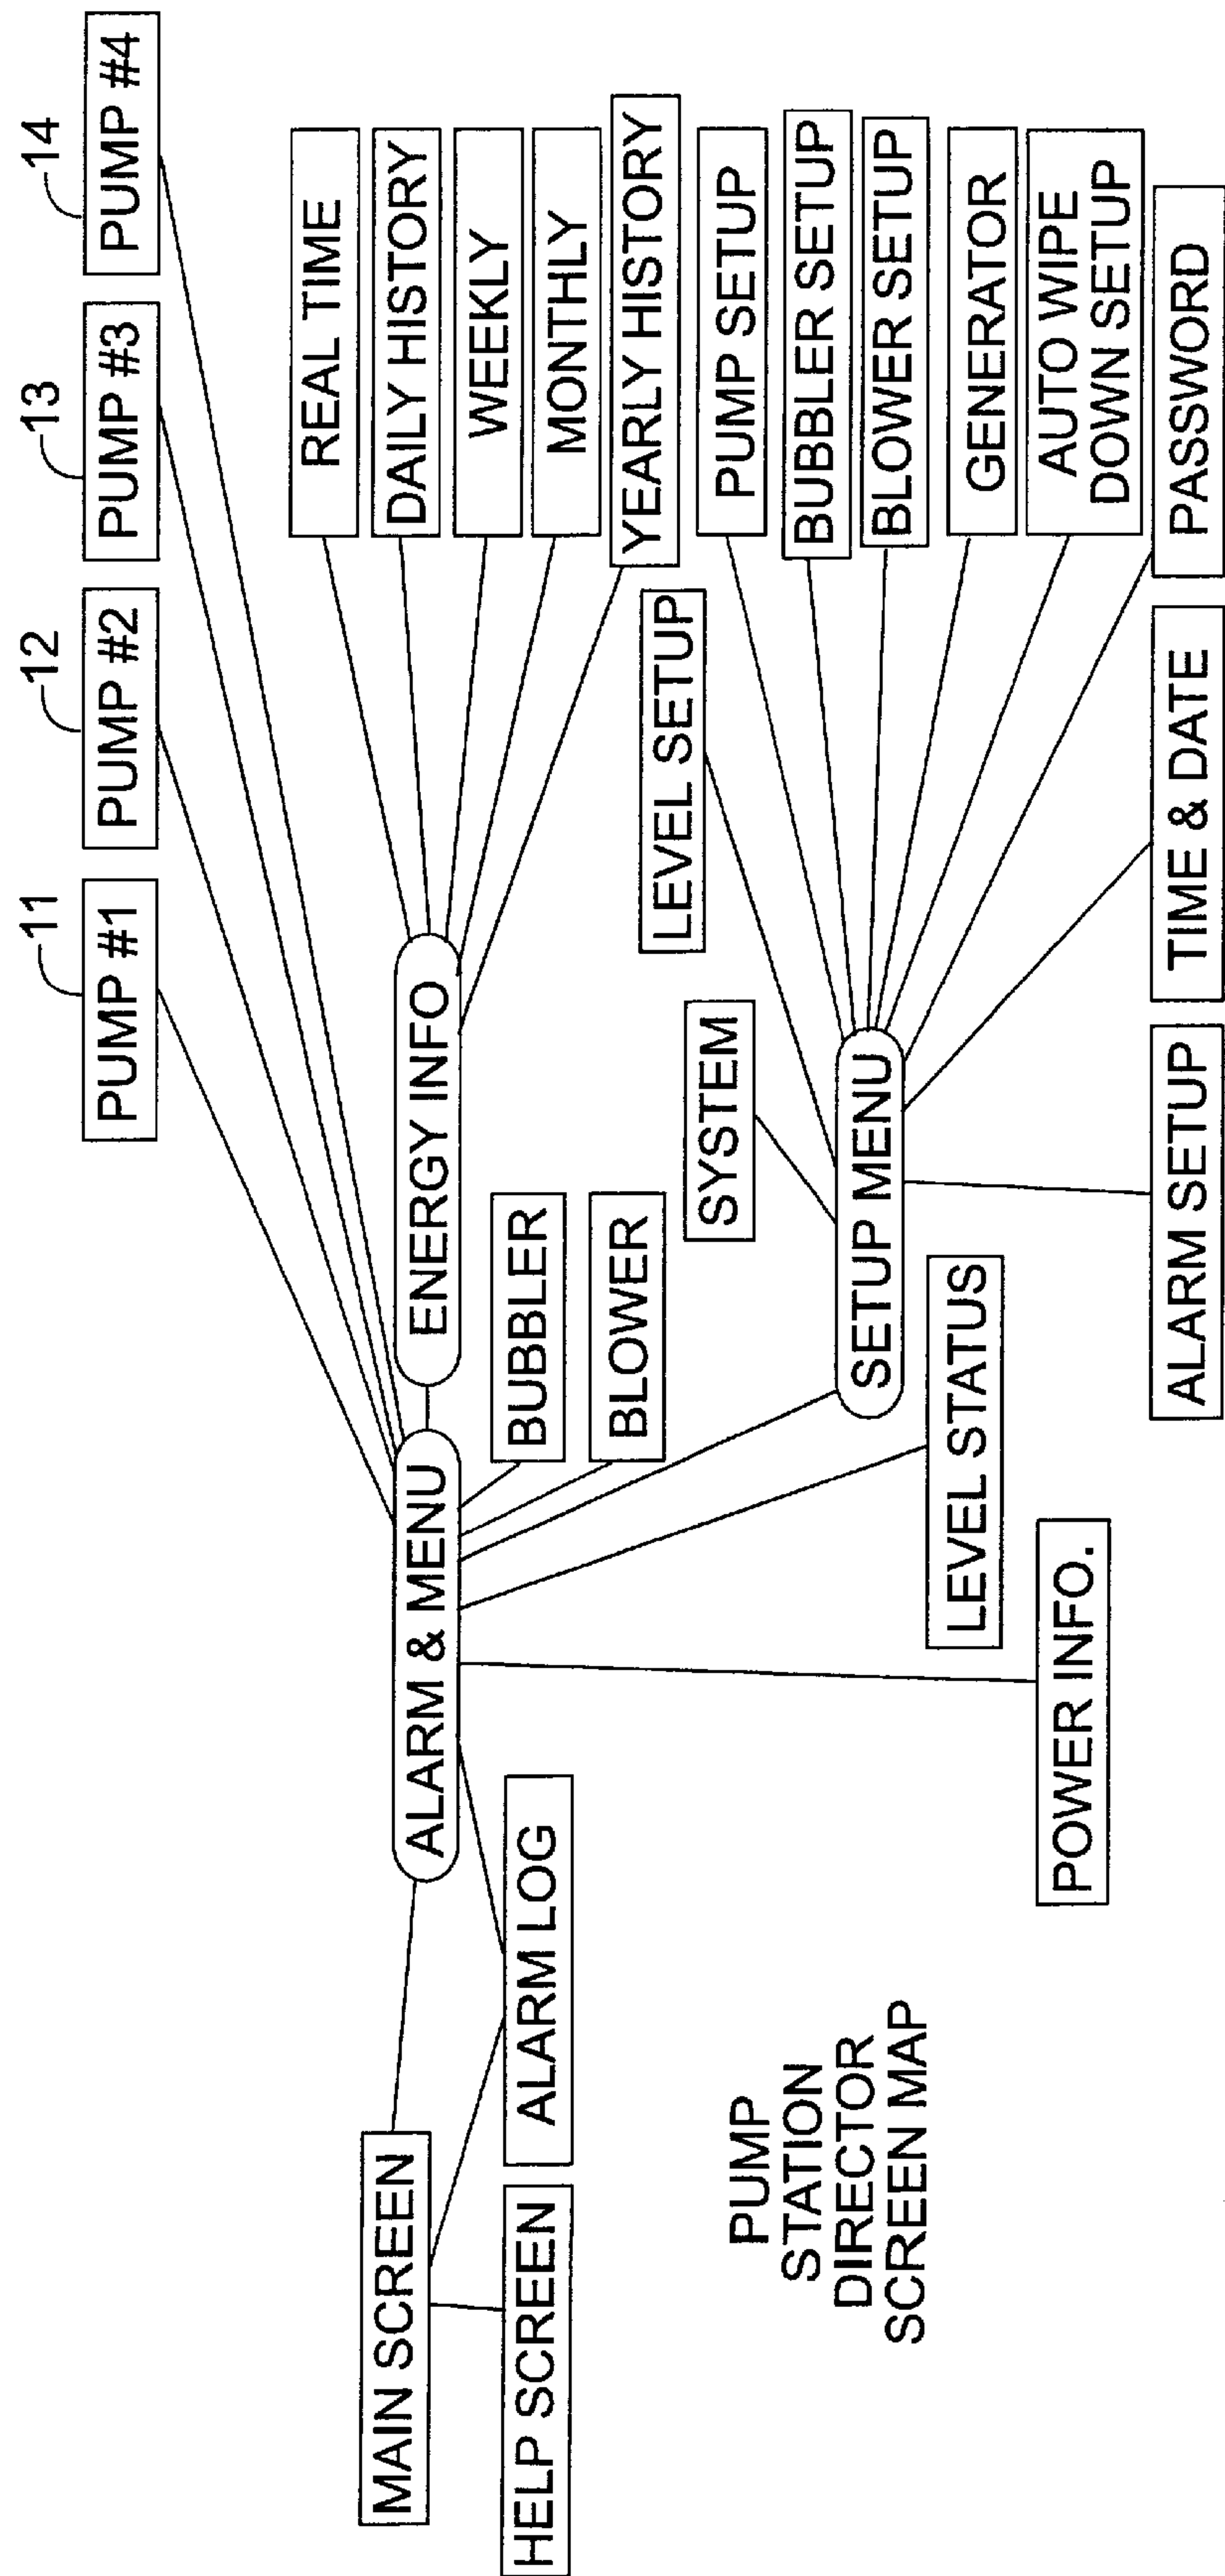 11
12
13
14
PUMP #1
PUMP #2
PUMP #3
PUMP #4
REAL TIME
DAILY HISTORY
WEEKLY
MONTHLY
YEARLY HISTORY
MAIN SCREEN
ALARM & MENU
ENERGY INFO
HELP SCREEN
ALARM LOG
BUBBLER
BLOWER
LEVEL SETUP
SYSTEM
PUMP SETUP
BUBBLER SETUP
BLOWER SETUP
GENERATOR
AUTO WIPE
DOWN SETUP
PASSWORD
SETUP MENU
LEVEL STATUS
POWER INFO.
ALARM SETUP
TIME & DATE
PUMP
STATION
DIRECTOR
SCREEN MAP